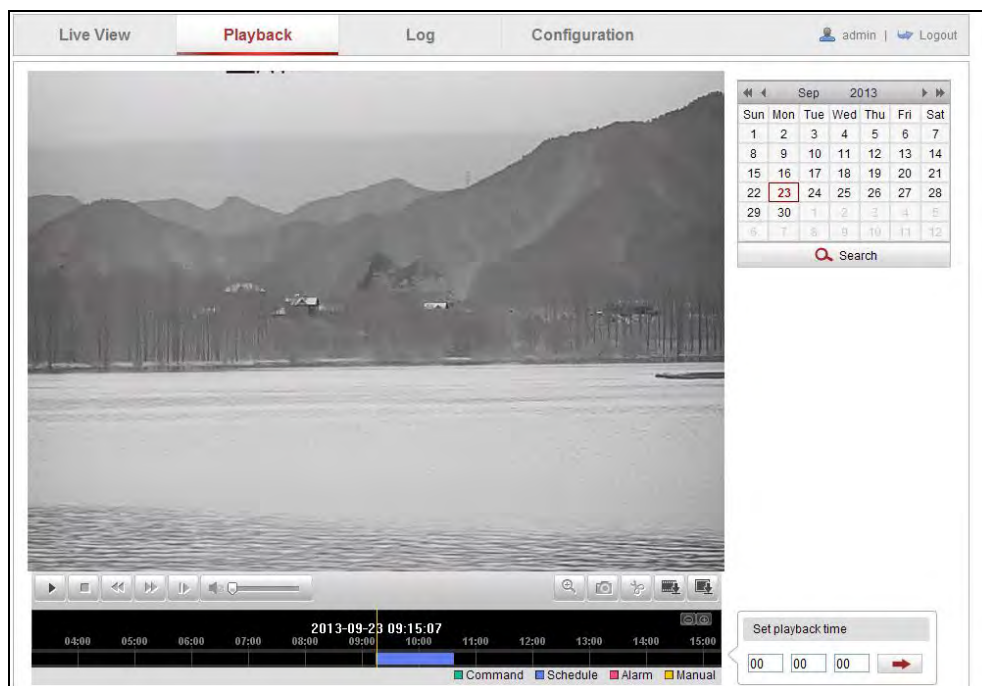 Live View Playback Log Configuration admin | Logout
Sep 2013
Sun Mon Tue Wed Thu Fri Sat
1 2 3 4 5 6 7
8 9 10 11 12 13 14
15 16 17 18 19 20 21
22 23 24 25 26 27 28
29 30 1 2 3 4 5
6 7 8 9 10 11 12
Search
2013-09-23 09:15:07
04:00 05:00 06:00 07:00 08:00 09:00 10:00 11:00 12:00 13:00 14:00 15:00
Command Schedule Alarm Manual
Set playback time
00 00 00